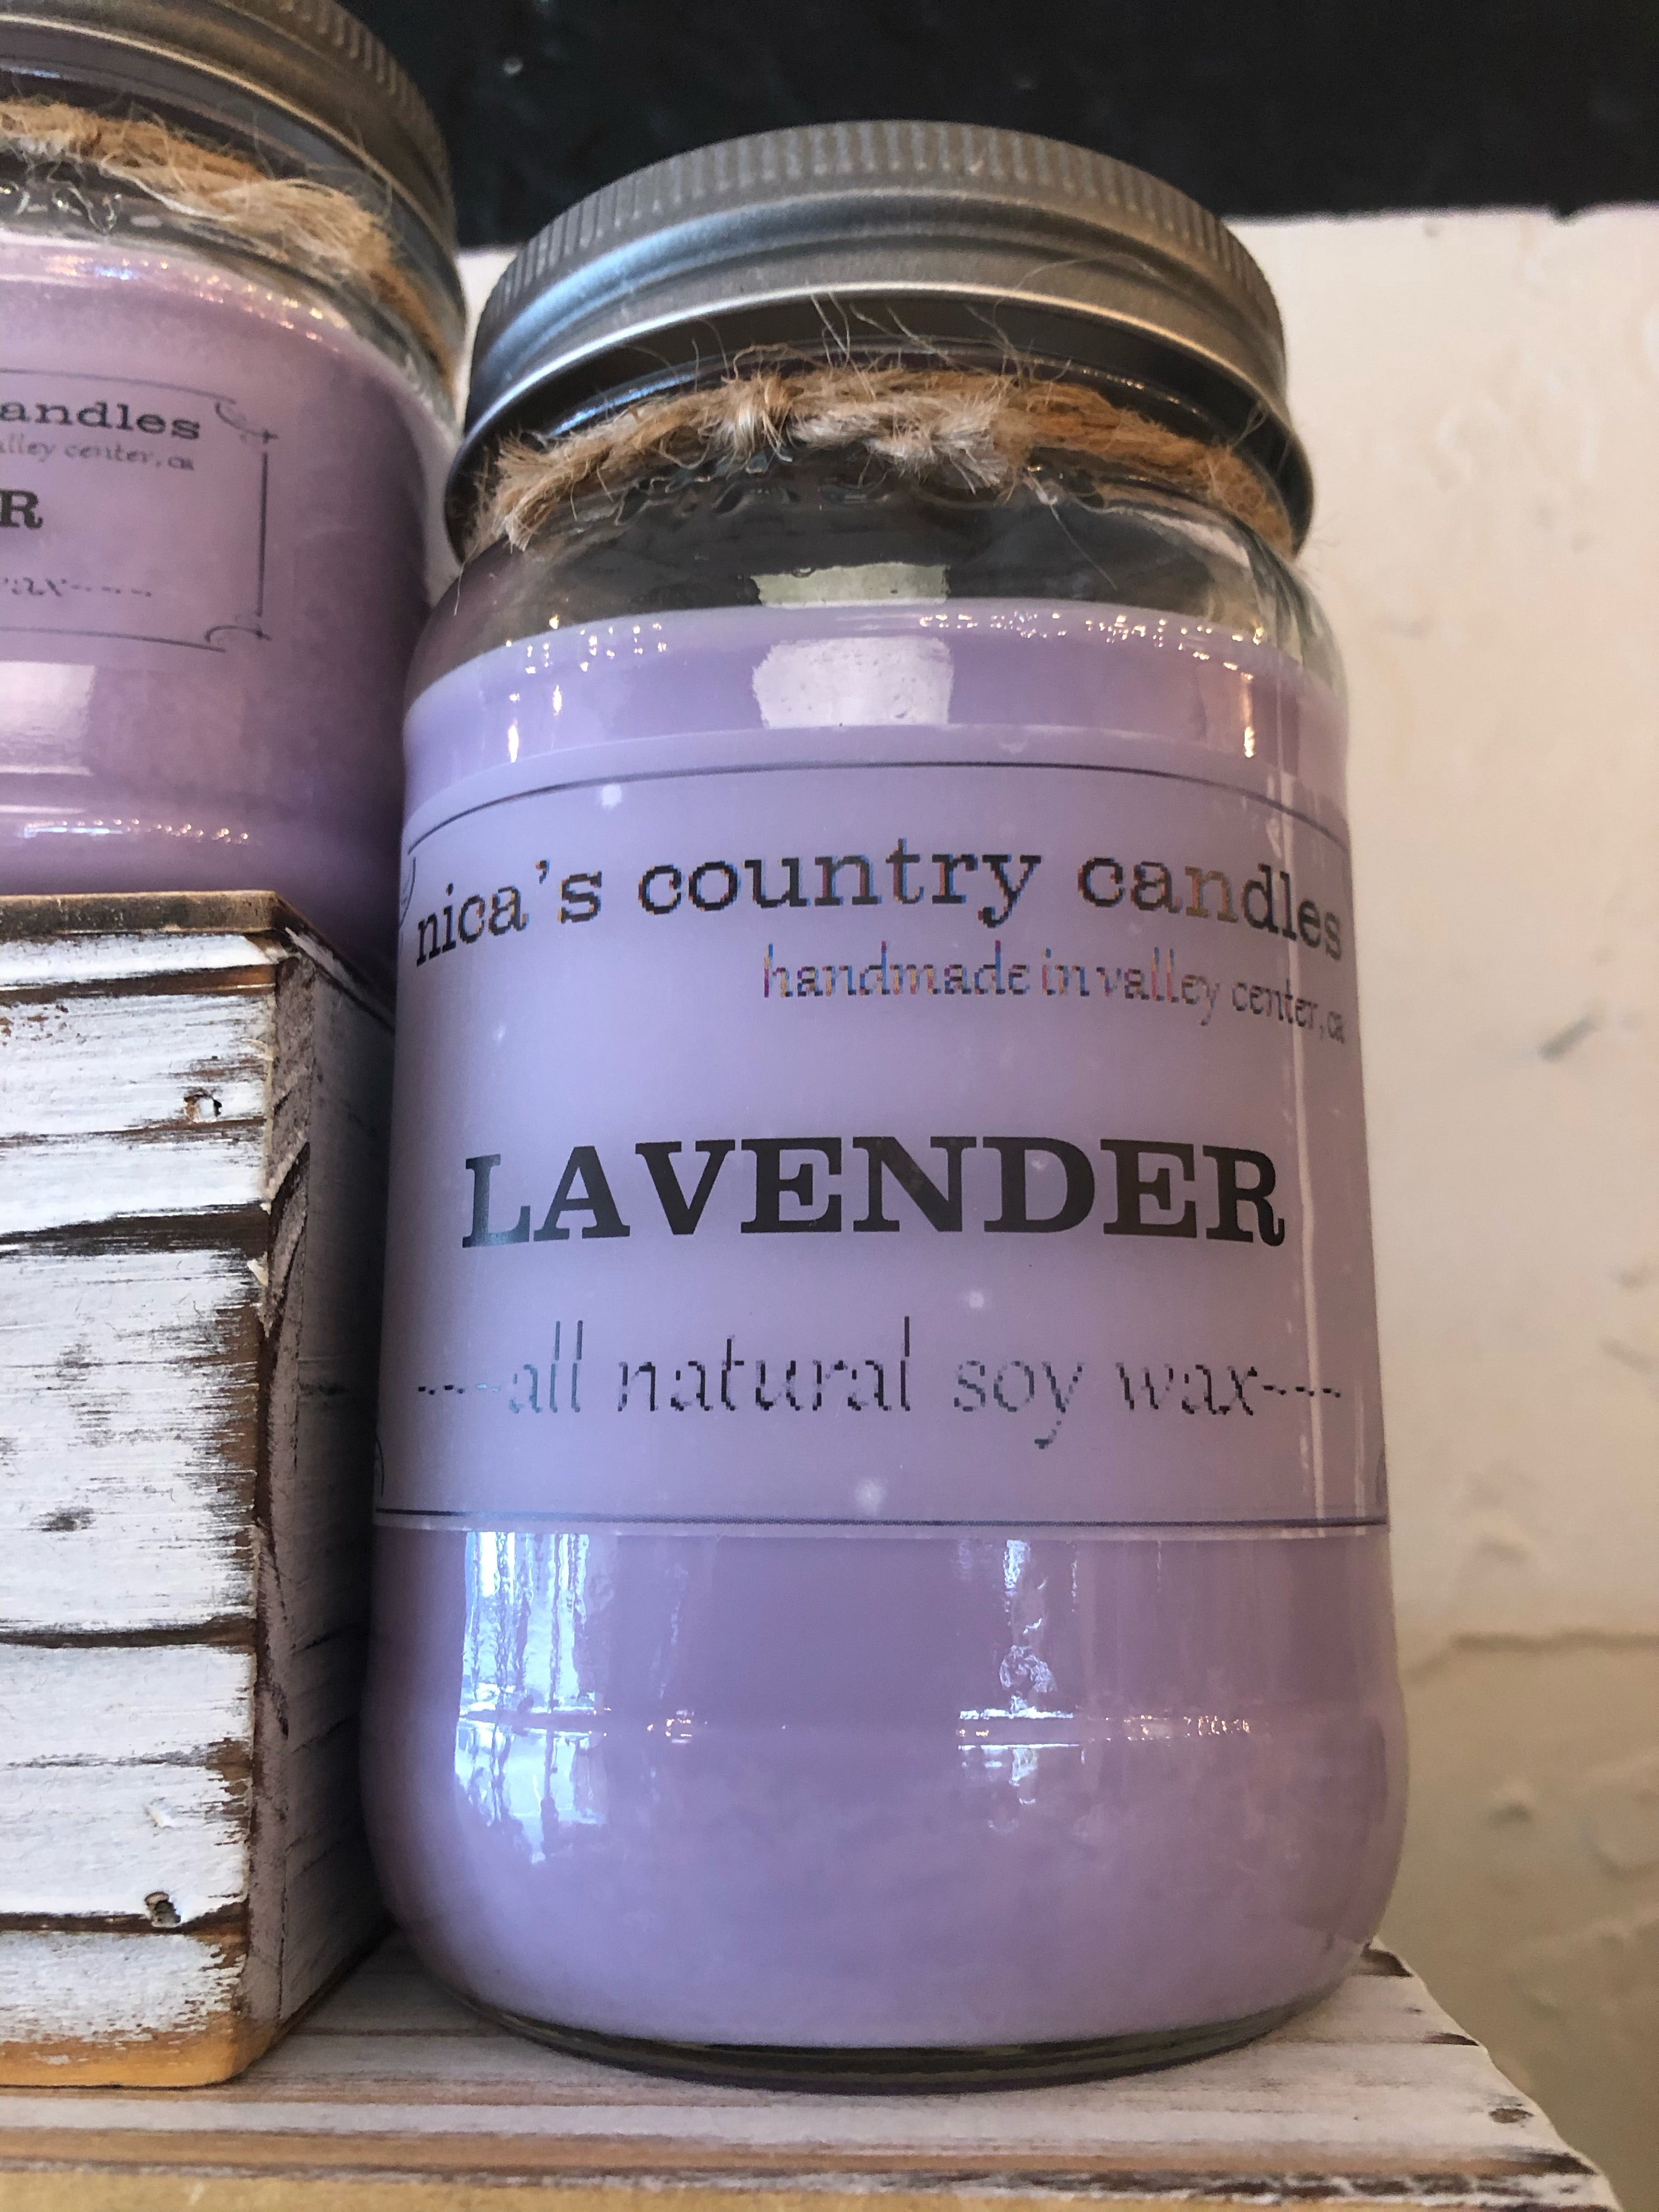 andles
alley center, ca
R
wax----
nica's country candles
handmade in valley center, ca
LAVENDER
----all natural soy wax----